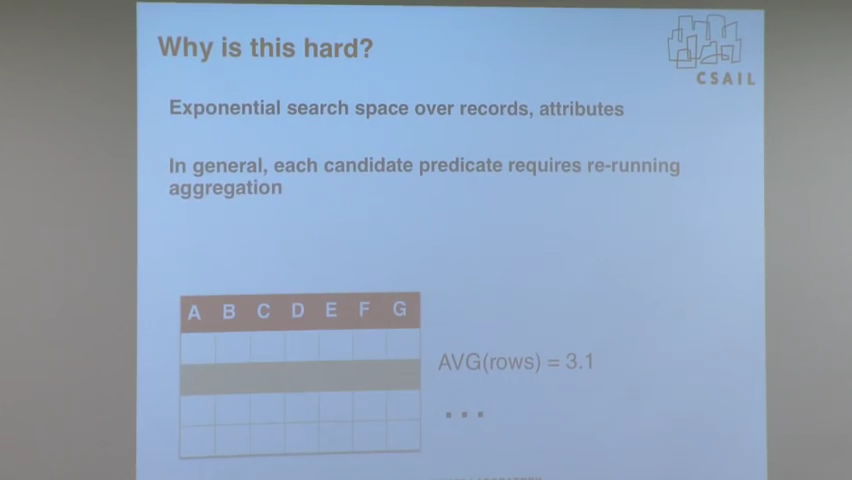 Why is this hard?
CSAIL
Exponential search space over records, attributes
In general, each candidate predicate requires re-running
aggregation
A B C D E F G
AVG(rows) = 3.1
...